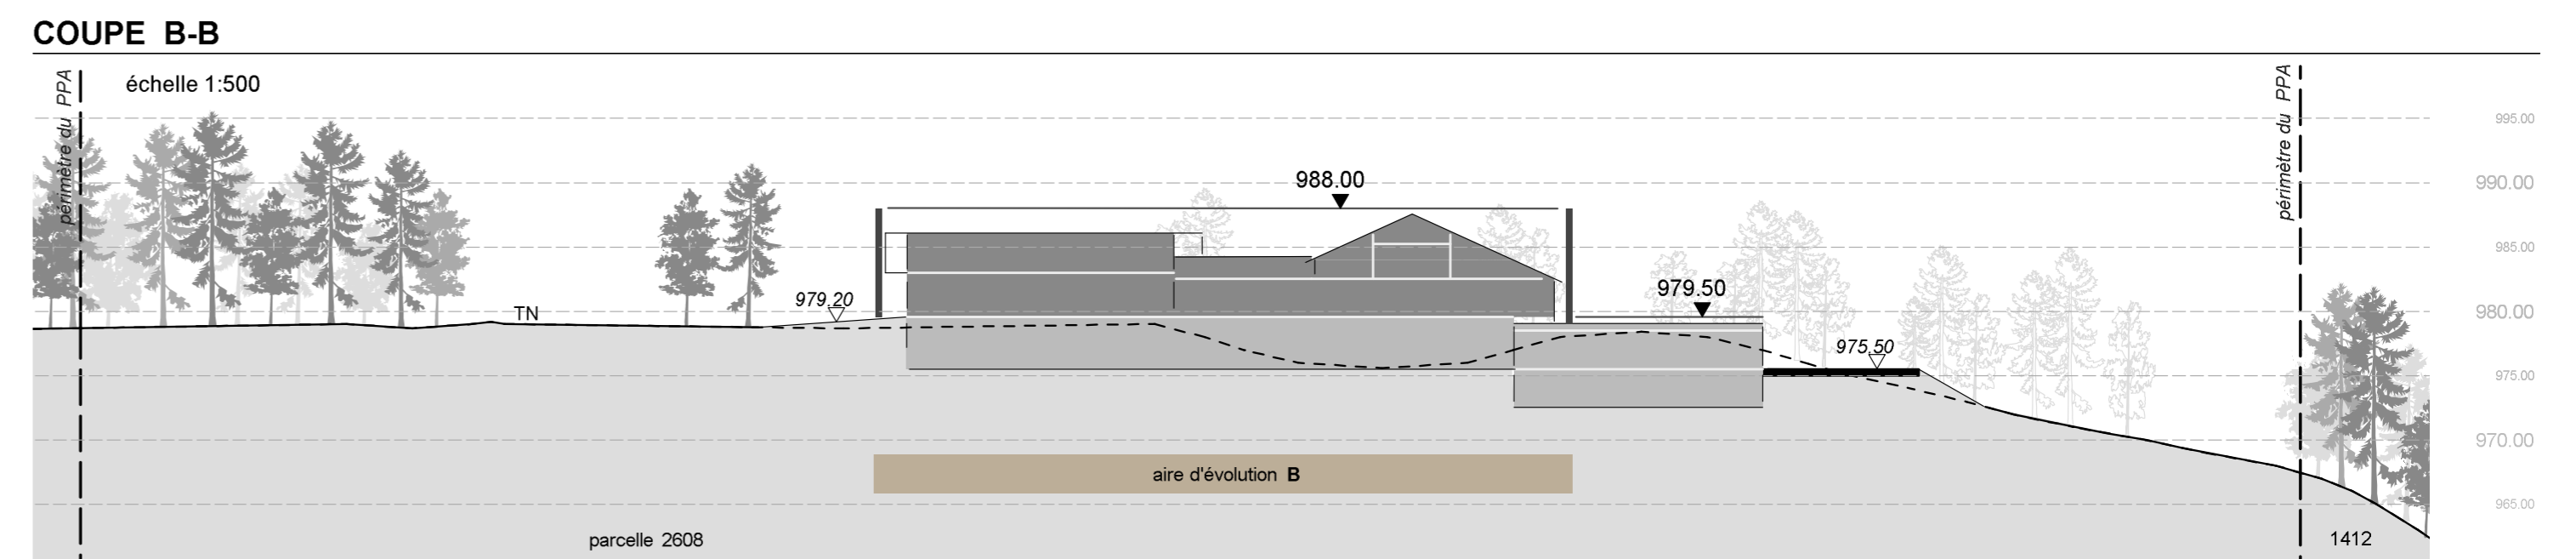 COUPE B-B
échelle 1:500
périmètre du PPA
périmètre du PPA
995.00
988.00
990.00
985.00
979.20
979.50
TN
980.00
975.50
975.00
970.00
aire d'évolution B
965.00
parcelle 2608
1412